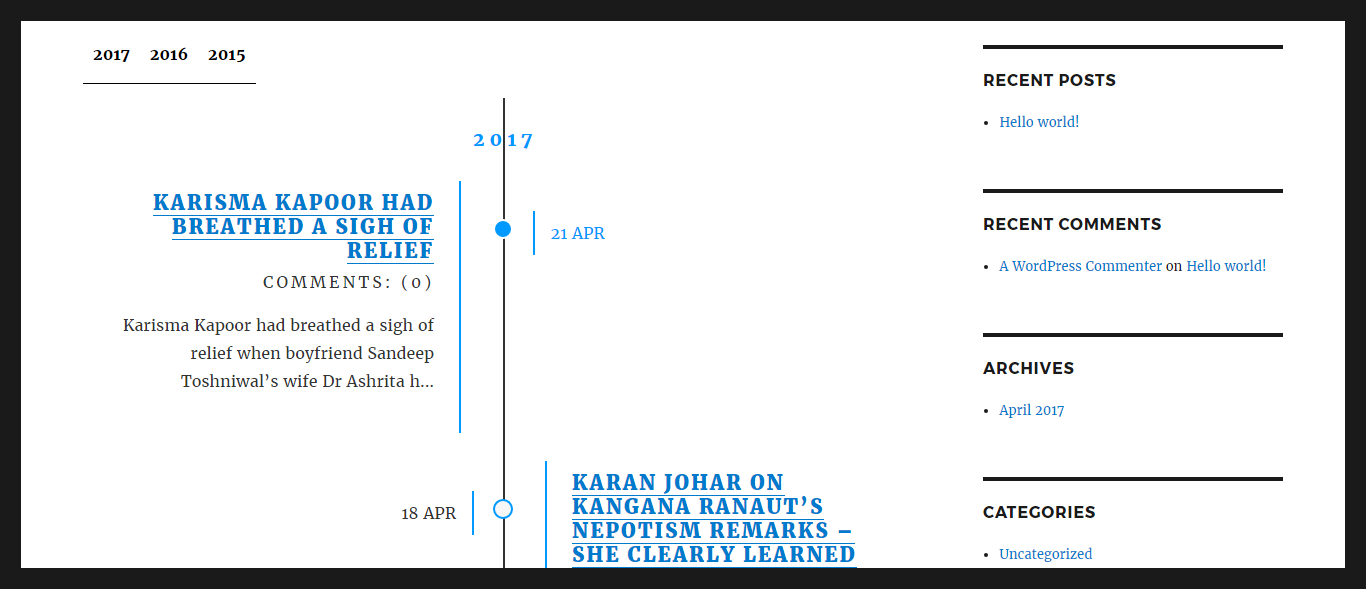 2017 2016 2015
2017
KARISMA KAPOOR HAD
BREATHED A SIGH OF
RELIEF
COMMENTS: (0)
Karisma Kapoor had breathed a sigh of
relief when boyfriend Sandeep
Toshniwal’s wife Dr Ashrita h...
21 APR
18 APR
KARAN JOHAR ON
KANGANA RANAUT’S
NEPOTISM REMARKS –
SHE CLEARLY LEARNED
RECENT POSTS
Hello world!
RECENT COMMENTS
A WordPress Commenter on Hello world!
ARCHIVES
April 2017
CATEGORIES
Uncategorized